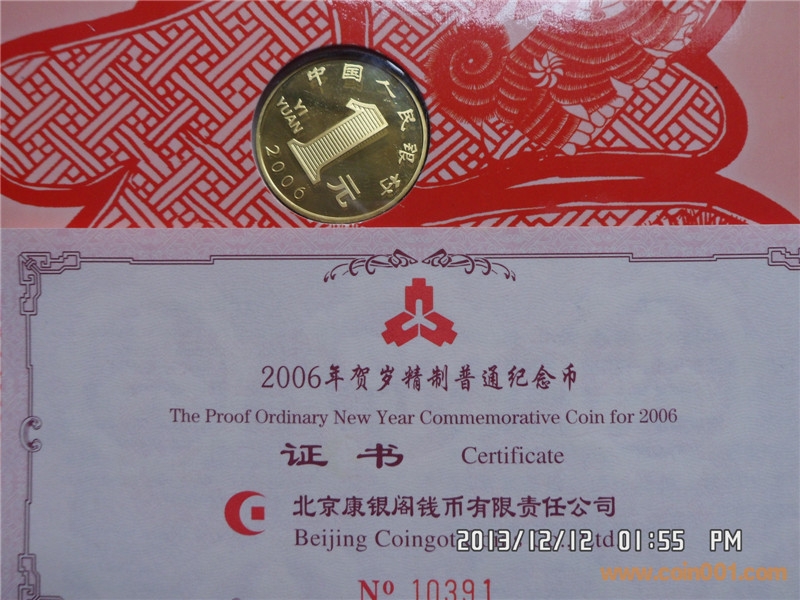 中国人民银行
YI
YUAN
1
元
2006
2006年贺岁精制普通纪念币
The Proof Ordinary New Year Commemorative Coin for 2006
证书 Certificate
北京康银阁钱币有限责任公司
Beijing Coingot Ltd
2013/12/12 01:55 PM
www.coin001.com
Nº 10391